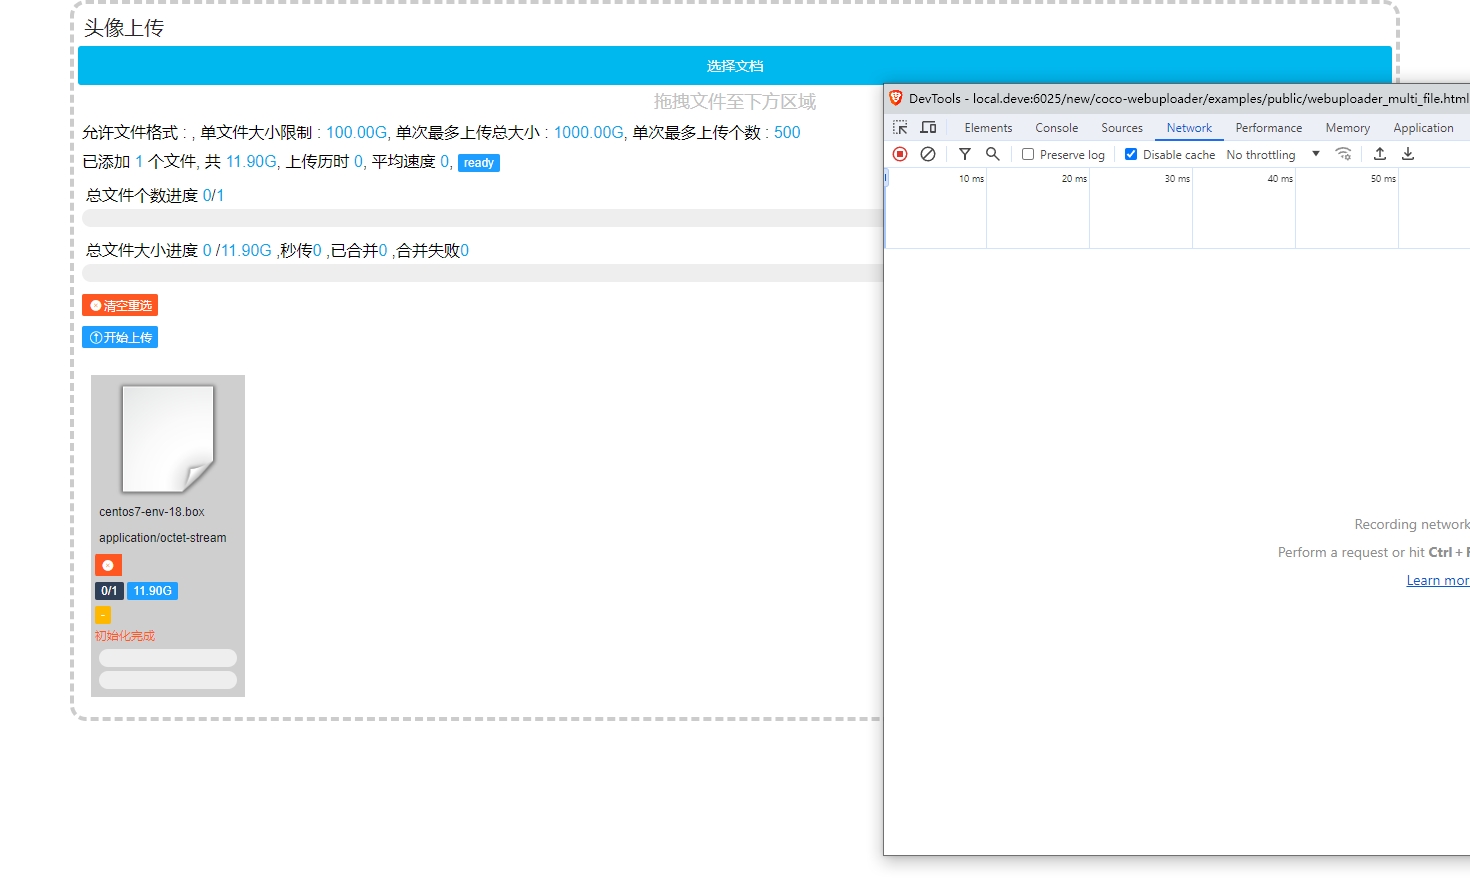 头像上传
选择文档
拖拽文件至下方区域
允许文件格式 : , 单文件大小限制 : 100.00G, 单次最多上传总大小 : 1000.00G, 单次最多上传个数 : 500
已添加 1 个文件, 共 11.90G, 上传历时 0, 平均速度 0, ready
总文件个数进度 0/1
总文件大小进度 0 /11.90G ,秒传0 ,已合并0 ,合并失败0
清空重选
开始上传
centos7-env-18.box
application/octet-stream
0/1 11.90G
-
初始化完成
DevTools - local.deve:6025/new/coco-webuploader/examples/public/webuploader_multi_file.html
Elements Console Sources Network Performance Memory Application
Preserve log Disable cache No throttling
10 ms 20 ms 30 ms 40 ms 50 ms
Recording network
Perform a request or hit Ctrl + 
Learn mor